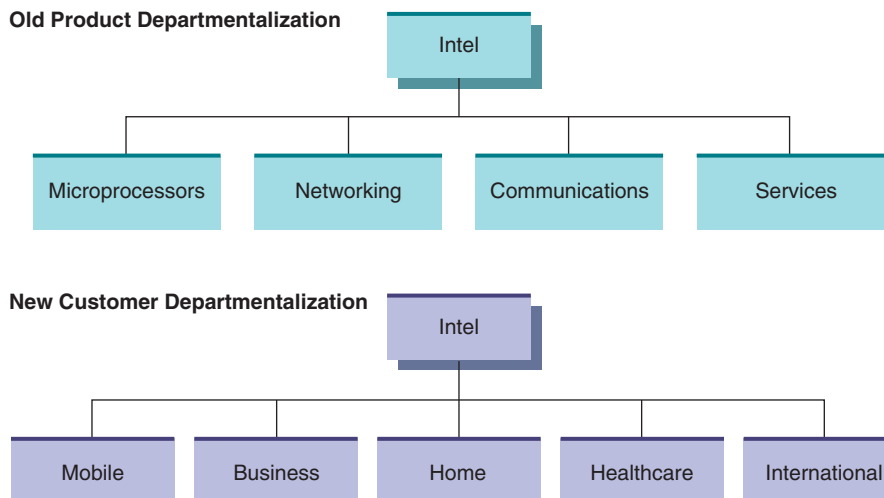 Old Product Departmentalization
Intel
Microprocessors
Networking
Communications
Services
New Customer Departmentalization
Intel
Mobile
Business
Home
Healthcare
International